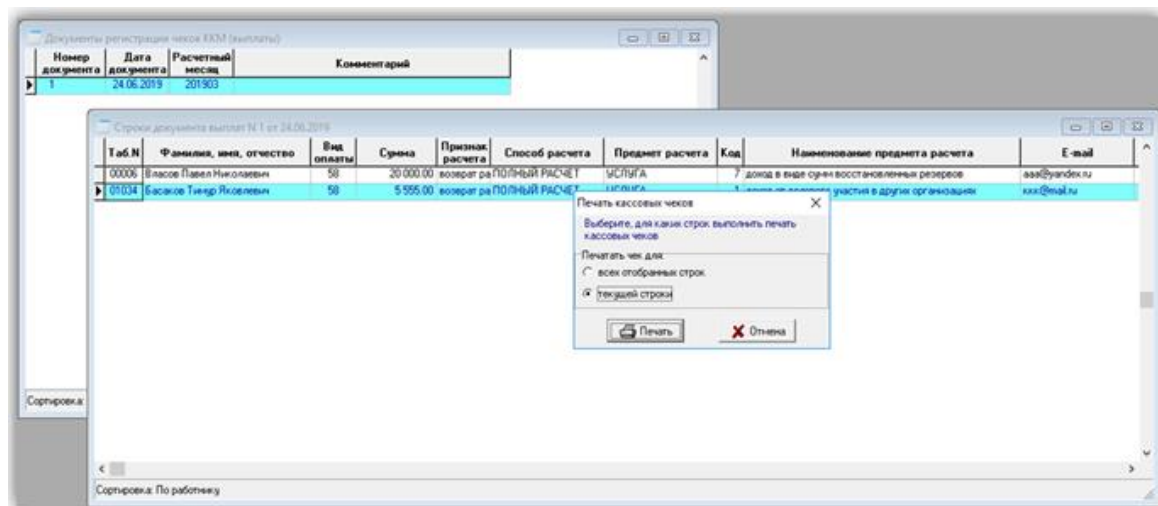 Документы регистрации чеков ККМ (выплаты)
Номер документа Дата документа Расчетный месяц Комментарий
1 24.06.2019 201903
Строки документа выплат N 1 от 24.06.2019
Таб.N Фамилия, имя, отчество Вид оплаты Сумма Признак расчета Способ расчета Предмет расчета Код Наименование предмета расчета E-mail
00006 Власов Павел Николаевич 58 20 000.00 возврат ра ПОЛНЫЙ РАСЧЕТ УСЛУГА 7 доход в виде сумм восстановленных резервов aaa@yandex.ru
01034 Басаков Тимур Яковлевич 58 5 555.00 возврат ра ПОЛНЫЙ РАСЧЕТ УСЛУГА 1 доход от долевого участия в других организациях xxx@mail.ru
Печать кассовых чеков
Выберите, для каких строк выполнить печать
кассовых чеков
Печатать чек для:
всех отобранных строк
текущей строки
Печать Отмена
Сортировка:
Сортировка: По работнику